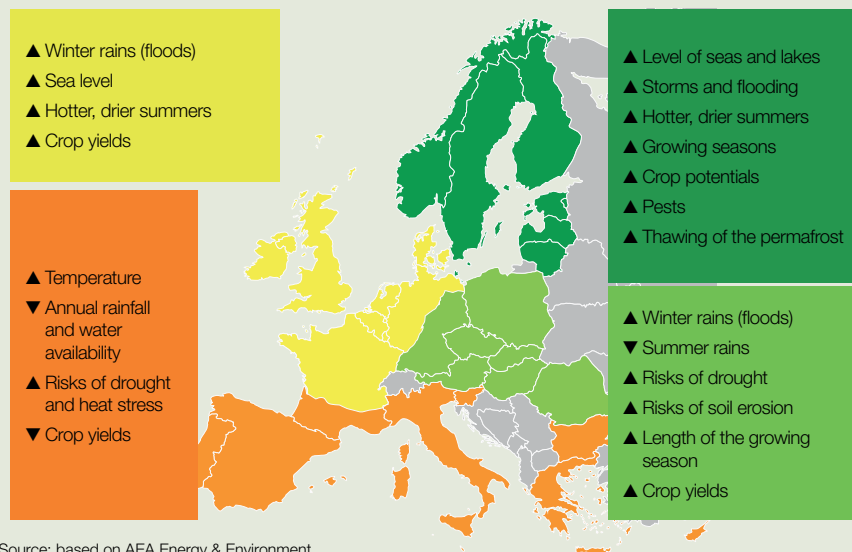 ▲ Winter rains (floods)
▲ Sea level
▲ Hotter, drier summers
▲ Crop yields
▲ Temperature
▼ Annual rainfall
and water
availability
▲ Risks of drought
and heat stress
▼ Crop yields
▲ Level of seas and lakes
▲ Storms and flooding
▲ Hotter, drier summers
▲ Growing seasons
▲ Crop potentials
▲ Pests
▲ Thawing of the permafrost
▲ Winter rains (floods)
▼ Summer rains
▲ Risks of drought
▲ Risks of soil erosion
▲ Length of the growing
season
▲ Crop yields
Source: based on AEA Energy & Environment